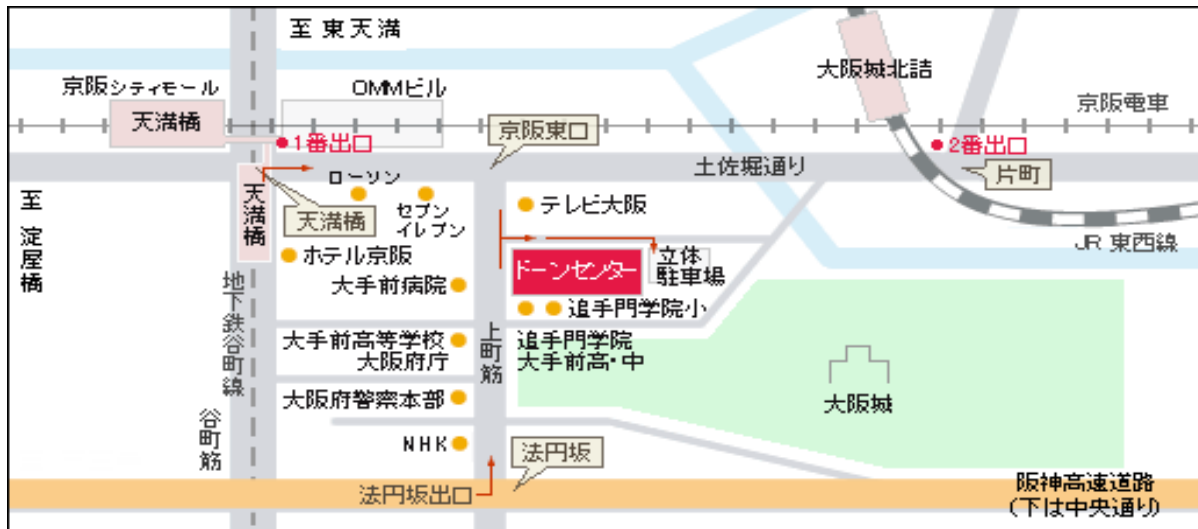 至 東天満
京阪シティモール
天満橋
OMMビル
大阪城北詰
京阪電車
1番出口
京阪東口
2番出口
土佐堀通り
片町
至 淀屋橋
天満橋
天満橋
ローソン
セブン
イレブン
テレビ大阪
JR 東西線
ホテル京阪
ドーンセンター
立体
駐車場
大手前病院
追手門学院小
地下鉄谷町線
大手前高等学校
大阪府庁
上町筋
追手門学院
大手前高・中
大阪城
大阪府警察本部
谷町筋
NHK
法円坂
法円坂出口
阪神高速道路
(下は中央通り)